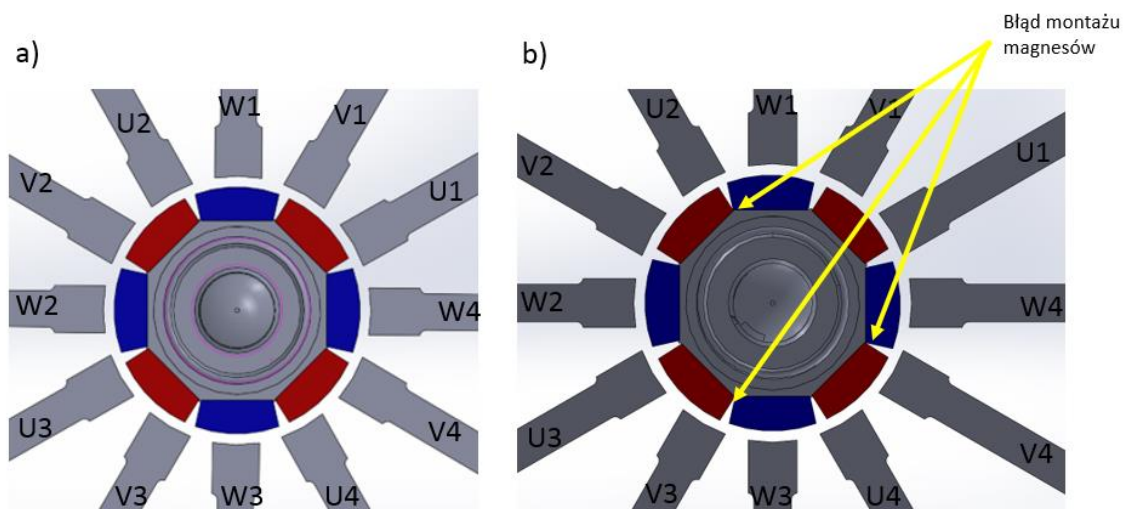 a)
U2
W1
V1
V2
U1
W2
W4
U3
V4
V3
W3
U4
b)
Błąd montażu
magnesów
U2
W1
V1
V2
U1
W2
W4
U3
V4
V3
W3
U4